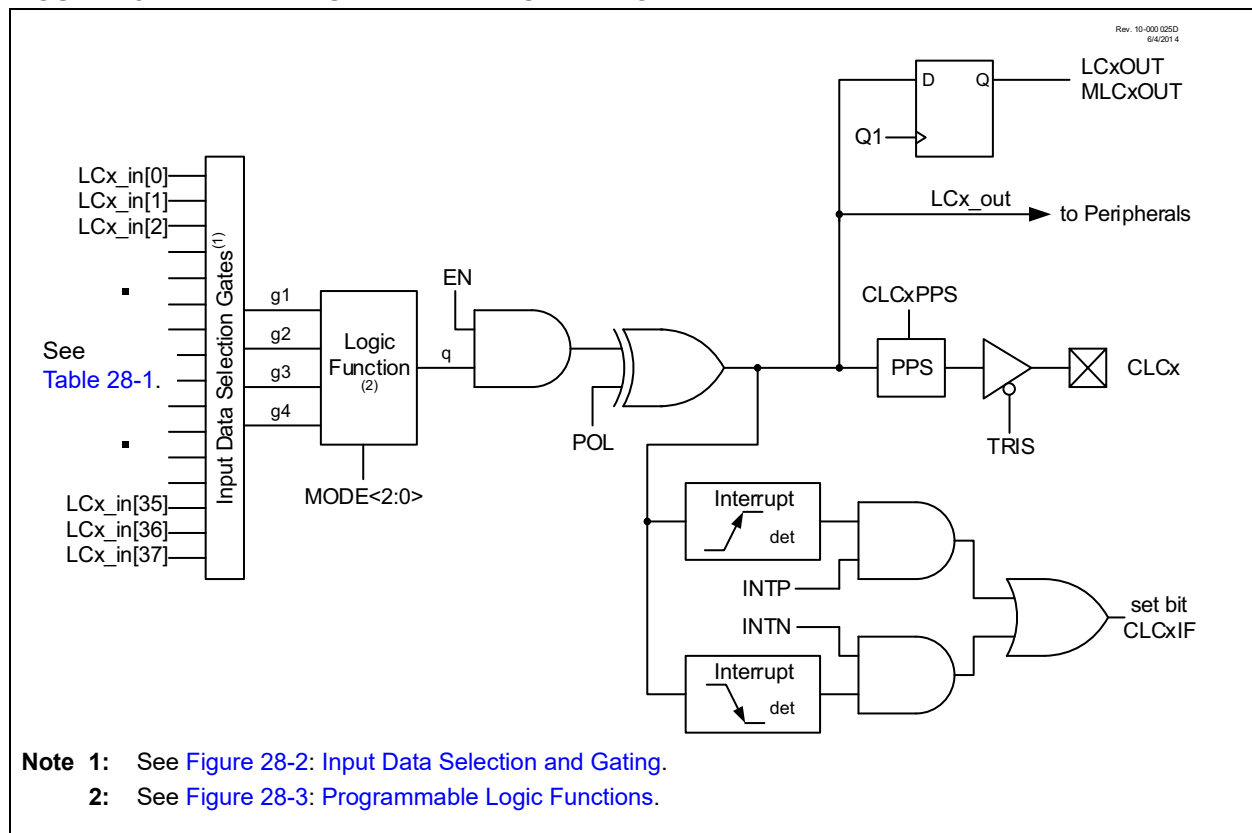 Rev. 10-000 025D
6/4/201 4
LCxOUT
MLCxOUT
D
Q
Q1
LCx_in[0]
LCx_in[1]
LCx_in[2]
LCx_out
to Peripherals
Input Data Selection Gates(1)
EN
CLCxPPS
g1
g2
g3
g4
See
Table 28-1.
Logic
Function
(2)
q
PPS
CLCx
POL
TRIS
MODE<2:0>
LCx_in[35]
LCx_in[36]
LCx_in[37]
Interrupt
det
INTP
INTN
set bit
CLCxIF
Interrupt
det
Note 1: See Figure 28-2: Input Data Selection and Gating.
2: See Figure 28-3: Programmable Logic Functions.